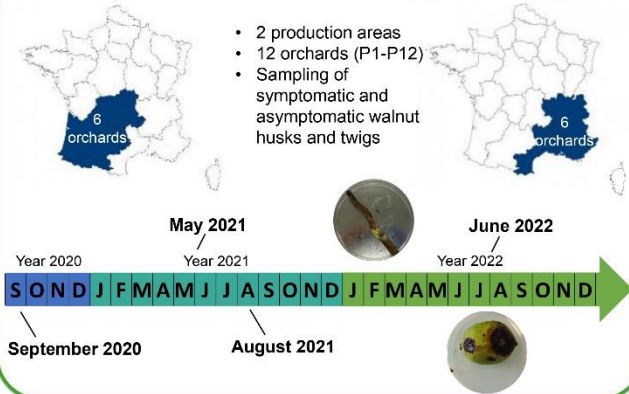 6
orchards
• 2 production areas
• 12 orchards (P1-P12)
• Sampling of
symptomatic and
asymptomatic walnut
husks and twigs
6
orchards
May 2021
June 2022
Year 2020
Year 2021
Year 2022
S O N D J F M A M J J A S O N D J F M A M J J A S O N D
September 2020
August 2021